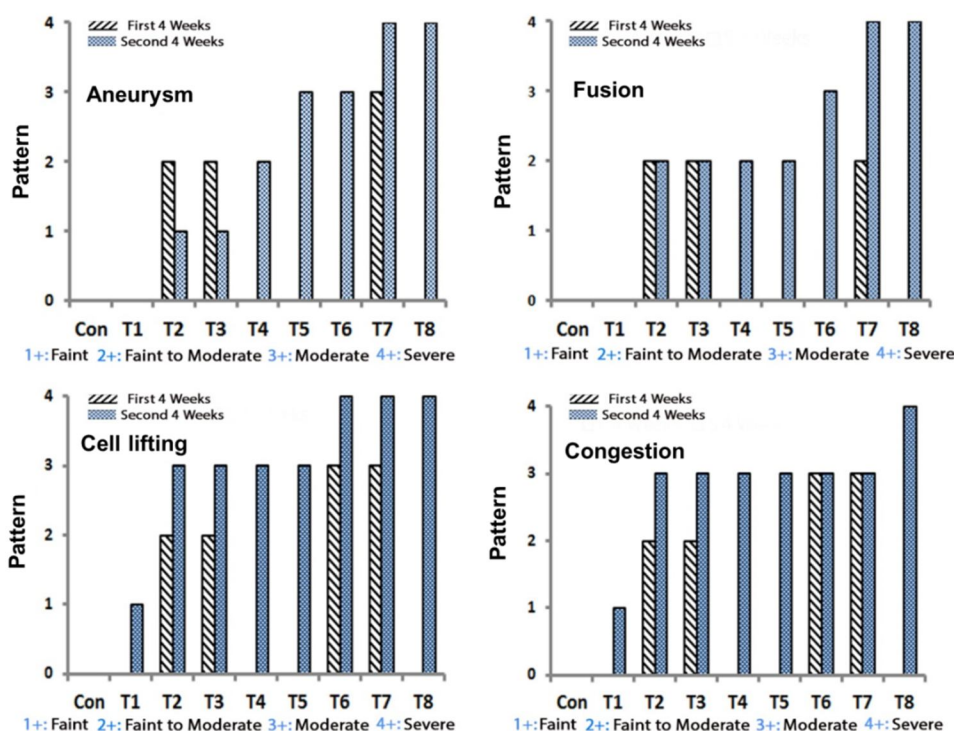 First 4 Weeks
Second 4 Weeks
Aneurysm
Pattern
4
3
2
1
0
Con T1 T2 T3 T4 T5 T6 T7 T8
1+: Faint 2+: Faint to Moderate 3+: Moderate 4+: Severe
First 4 Weeks
Second 4 Weeks
Fusion
Pattern
4
3
2
1
0
Con T1 T2 T3 T4 T5 T6 T7 T8
1+: Faint 2+: Faint to Moderate 3+: Moderate 4+: Severe
First 4 Weeks
Second 4 Weeks
Cell lifting
Pattern
4
3
2
1
0
Con T1 T2 T3 T4 T5 T6 T7 T8
1+: Faint 2+: Faint to Moderate 3+: Moderate 4+: Severe
First 4 Weeks
Second 4 Weeks
Congestion
Pattern
4
3
2
1
0
Con T1 T2 T3 T4 T5 T6 T7 T8
1+: Faint 2+: Faint to Moderate 3+: Moderate 4+: Severe